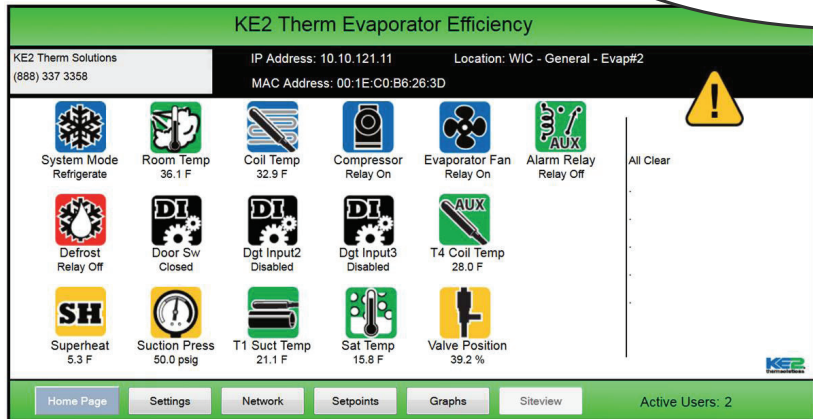 KE2 Therm Evaporator Efficiency
KE2 Therm Solutions
(888) 337 3358
IP Address: 10.10.121.11
Location: WIC - General - Evap#2
MAC Address: 00:1E:C0:B6:26:3D
!
AUX
System Mode
Refrigerate
Room Temp
36.1 F
Coil Temp
32.9 F
Compressor
Relay On
Evaporator Fan
Relay On
Alarm Relay
Relay Off
All Clear
-
-
-
-
-
DI
DI
DI
AUX
Defrost
Relay Off
Door Sw
Closed
Dgt Input2
Disabled
Dgt Input3
Disabled
T4 Coil Temp
28.0 F
SH
Superheat
5.3 F
Suction Press
50.0 psig
T1 Suct Temp
21.1 F
Sat Temp
15.8 F
Valve Position
39.2 %
KE2
thermsolutions
Home Page
Settings
Network
Setpoints
Graphs
Siteview
Active Users: 2